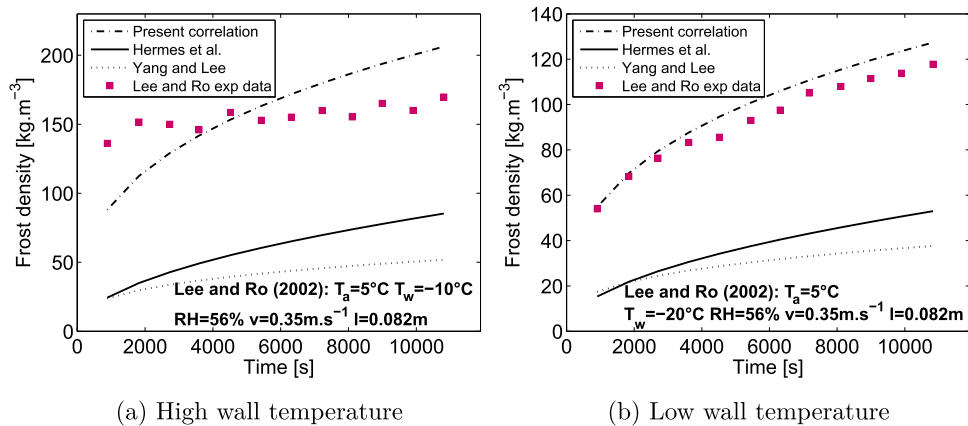 Frost density [kg.m⁻³]
200
150
100
50
0
Present correlation
Hermes et al.
Yang and Lee
Lee and Ro exp data
Lee and Ro (2002): Tₐ=5°C T_w=−10°C
RH=56% v=0.35m.s⁻¹ l=0.082m
0 2000 4000 6000 8000 10000
Time [s]
(a) High wall temperature
Frost density [kg.m⁻³]
140
120
100
80
60
40
20
0
Present correlation
Hermes et al.
Yang and Lee
Lee and Ro exp data
Lee and Ro (2002): Tₐ=5°C
T_w=−20°C RH=56% v=0.35m.s⁻¹ l=0.082m
0 2000 4000 6000 8000 10000 12000
Time [s]
(b) Low wall temperature